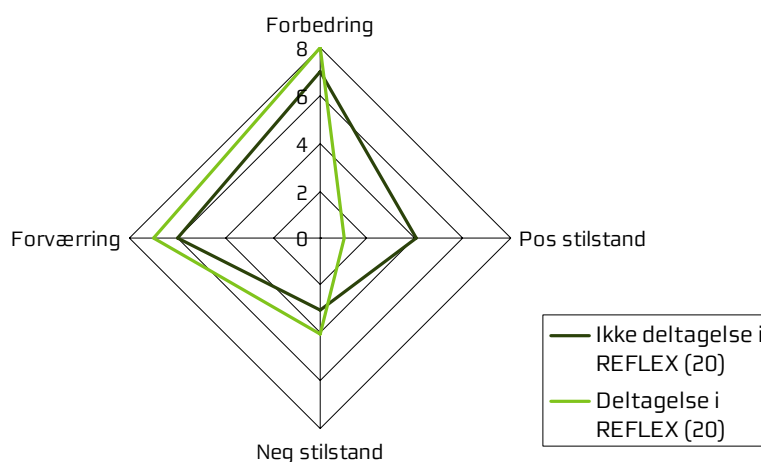 Forbedring
8
6
4
2
0
Forværring
Pos stilstand
Neg stilstand
Ikke deltagelse i
REFLEX (20)
Deltagelse i
REFLEX (20)